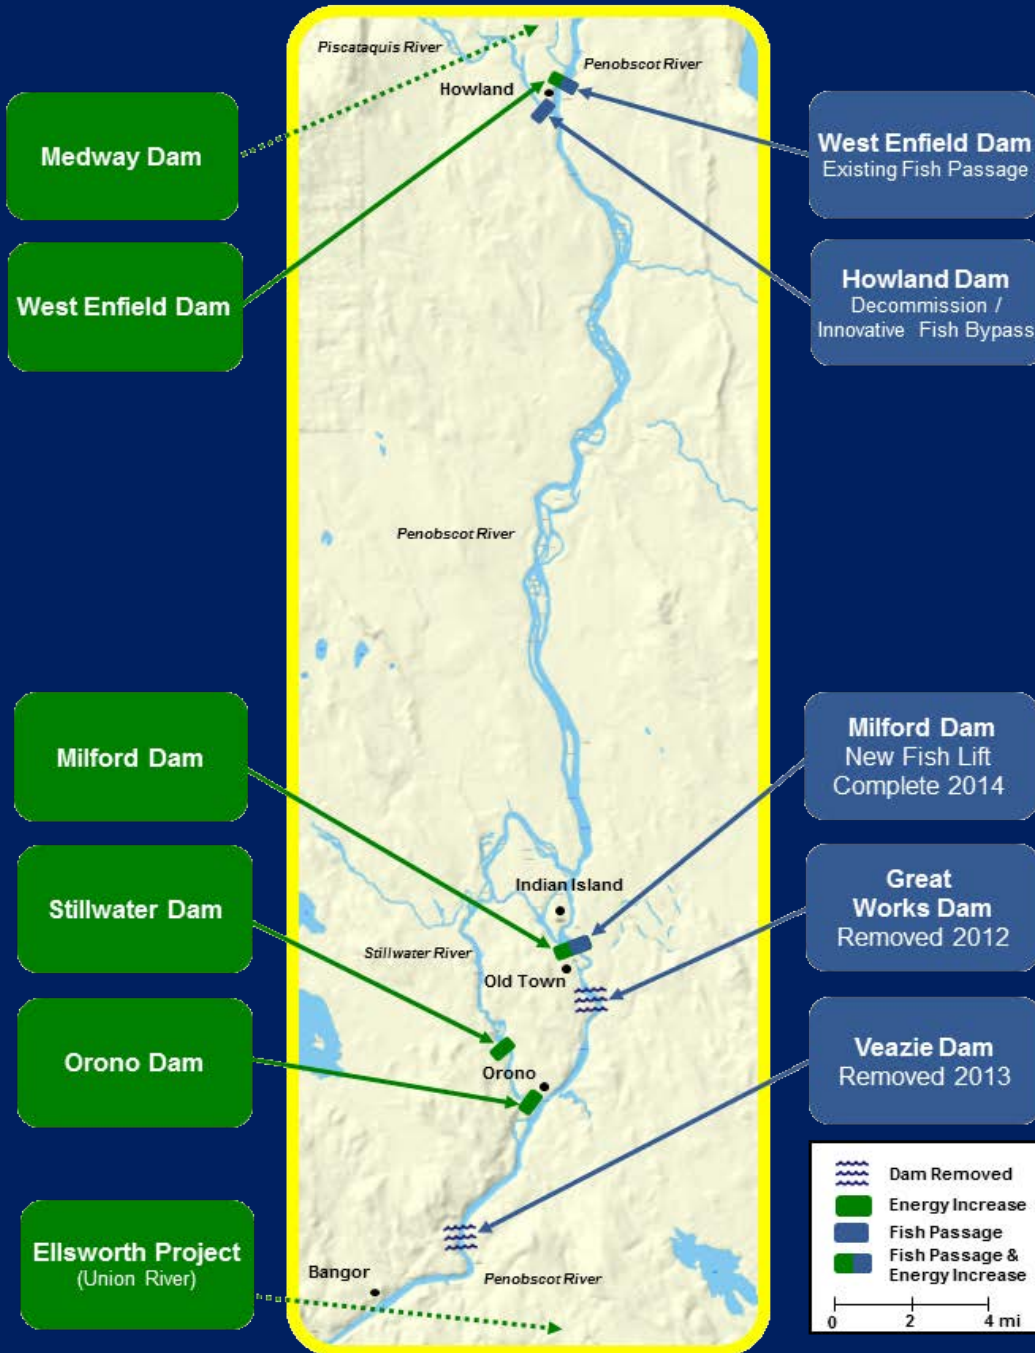 Piscataquis River
Penobscot River
Howland
Medway Dam
West Enfield Dam
Existing Fish Passage
West Enfield Dam
Howland Dam
Decommission /
Innovative Fish Bypass
Penobscot River
Milford Dam
Milford Dam
New Fish Lift
Complete 2014
Indian Island
Stillwater Dam
Great
Works Dam
Removed 2012
Stillwater River
Old Town
Orono Dam
Orono
Veazie Dam
Removed 2013
Ellsworth Project
(Union River)
Bangor
Penobscot River
Dam Removed
Energy Increase
Fish Passage
Fish Passage &
Energy Increase
0 2 4 mi